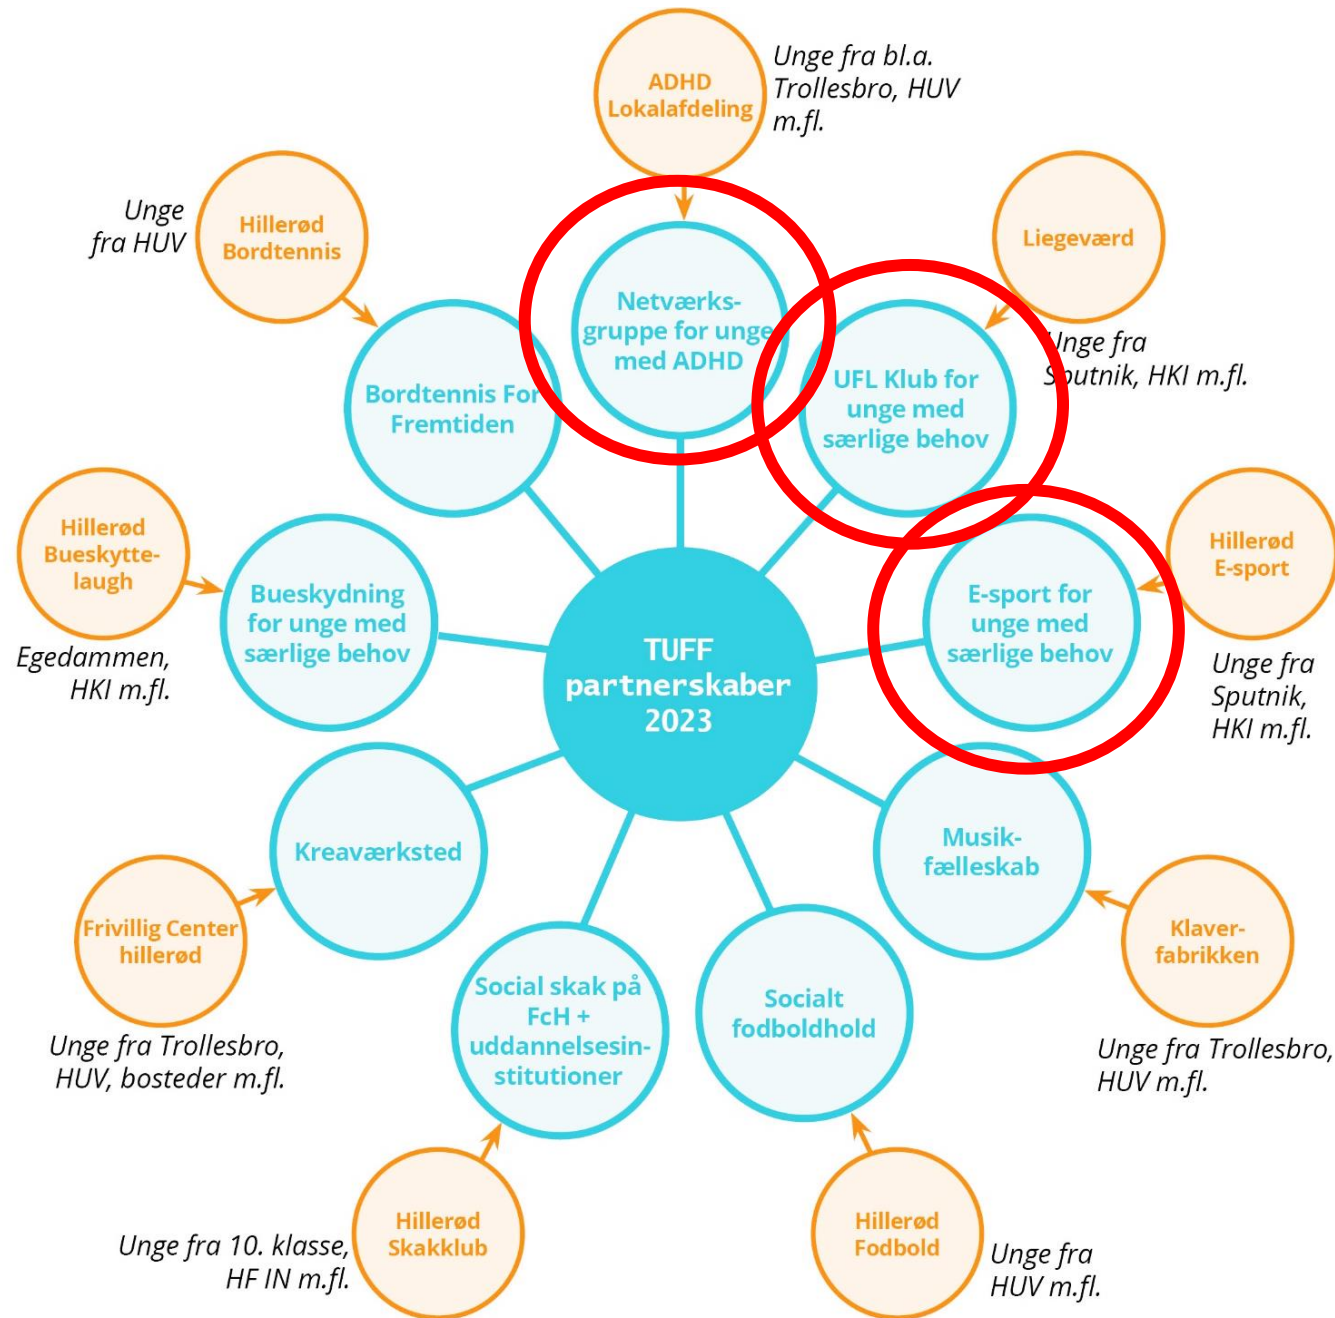 ADHD
Lokalafdeling
Unge fra bl.a.
Trollesbro, HUV
m.fl.
Netværks-
gruppe for unge
med ADHD
Liegeværd
Unge fra
Sputnik, HKI m.fl.
UFL Klub for
unge med
særlige behov
Hillerød
E-sport
Unge fra
Sputnik,
HKI m.fl.
E-sport for
unge med
særlige behov
Musik-
fælleskab
Klaver-
fabrikken
Unge fra Trollesbro,
HUV m.fl.
Socialt
fodboldhold
Hillerød
Fodbold
Unge fra
HUV m.fl.
Social skak på
FcH +
uddannelsesin-
stitutioner
Hillerød
Skakklub
Unge fra 10. klasse,
HF IN m.fl.
Kreaværksted
Frivillig Center
hillerød
Unge fra Trollesbro,
HUV, bosteder m.fl.
Bueskydning
for unge med
særlige behov
Hillerød
Bueskytte-
laugh
Egedammen,
HKI m.fl.
Bordtennis For
Fremtiden
Hillerød
Bordtennis
Unge
fra HUV
TUFF
partnerskaber
2023